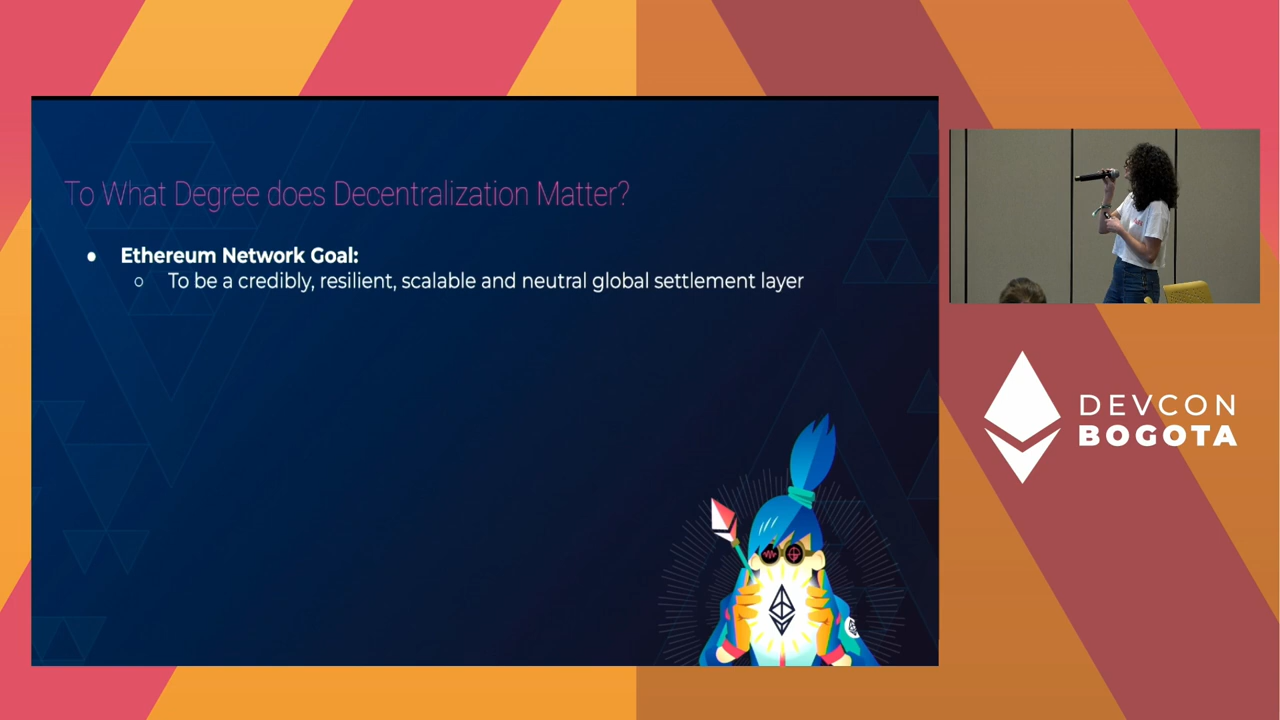 To What Degree does Decentralization Matter?
● Ethereum Network Goal:
○ To be a credibly, resilient, scalable and neutral global settlement layer
DEVCON
BOGOTA